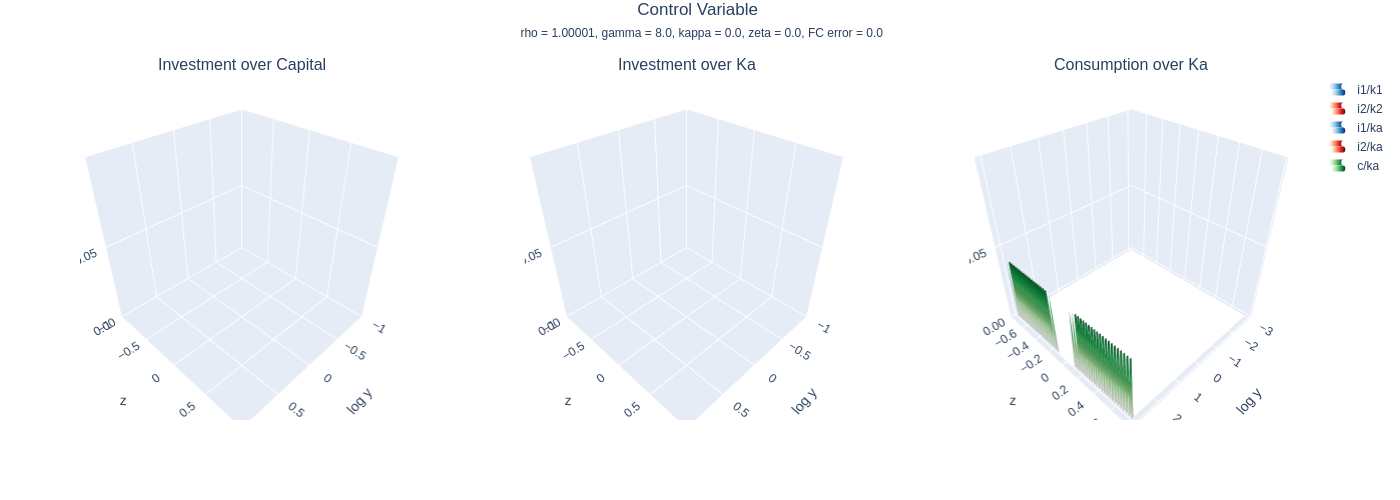 Control Variable
rho = 1.00001, gamma = 8.0, kappa = 0.0, zeta = 0.0, FC error = 0.0
Investment over Capital
Investment over Ka
Consumption over Ka
i1/k1
i2/k2
i1/ka
i2/ka
c/ka
−0.5
0
0.5
z
−1
−0.5
0
0.5
log y
−0.5
0
0.5
z
−1
−0.5
0
0.5
log y
0.00
−0.6
−0.4
−0.2
0
0.2
0.4
z
−3
−2
−1
0
1
2
log y